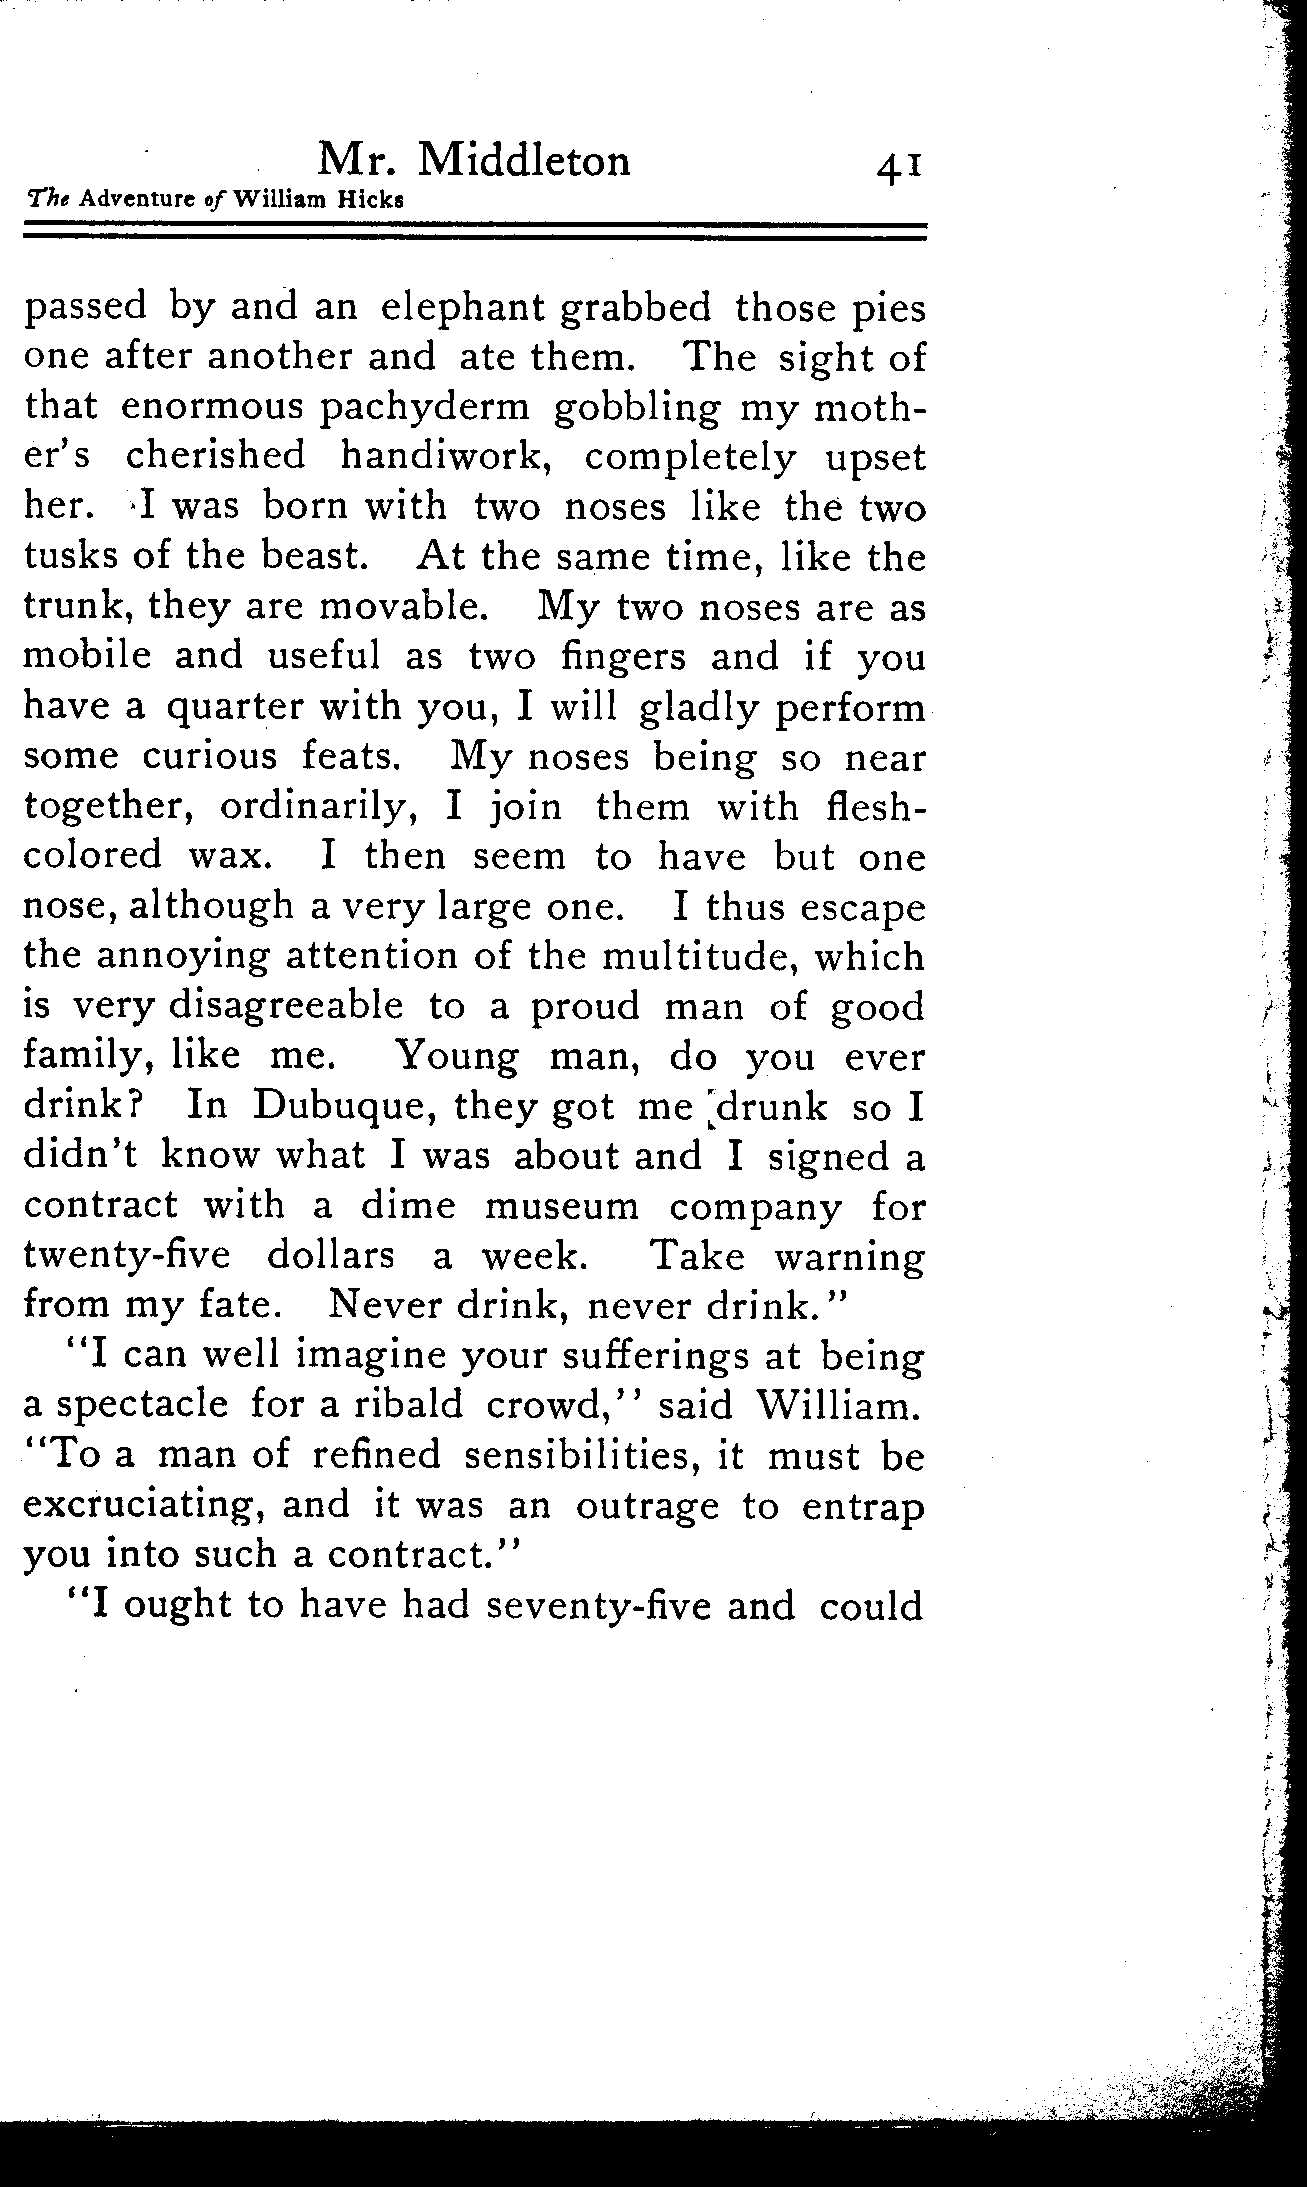 Mr. Middleton 41
The Adventure of William Hicks
passed by and an elephant grabbed those pies
one after another and ate them. The sight of
that enormous pachyderm gobbling my moth-
er's cherished handiwork, completely upset
her. I was born with two noses like the two
tusks of the beast. At the same time, like the
trunk, they are movable. My two noses are as
mobile and useful as two fingers and if you
have a quarter with you, I will gladly perform
some curious feats. My noses being so near
together, ordinarily, I join them with flesh-
colored wax. I then seem to have but one
nose, although a very large one. I thus escape
the annoying attention of the multitude, which
is very disagreeable to a proud man of good
family, like me. Young man, do you ever
drink? In Dubuque, they got me drunk so I
didn't know what I was about and I signed a
contract with a dime museum company for
twenty-five dollars a week. Take warning
from my fate. Never drink, never drink."
"I can well imagine your sufferings at being
a spectacle for a ribald crowd," said William.
"To a man of refined sensibilities, it must be
excruciating, and it was an outrage to entrap
you into such a contract."
"I ought to have had seventy-five and could